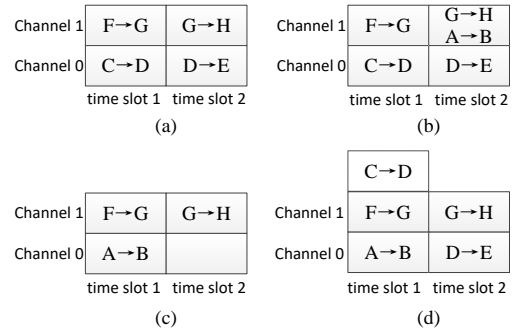 Channel 1 F→G G→H
Channel 0 C→D D→E
time slot 1 time slot 2
(a)
G→H
Channel 1 F→G A→B
Channel 0 C→D D→E
time slot 1 time slot 2
(b)
Channel 1 F→G G→H
Channel 0 A→B
time slot 1 time slot 2
(c)
C→D
Channel 1 F→G G→H
Channel 0 A→B D→E
time slot 1 time slot 2
(d)